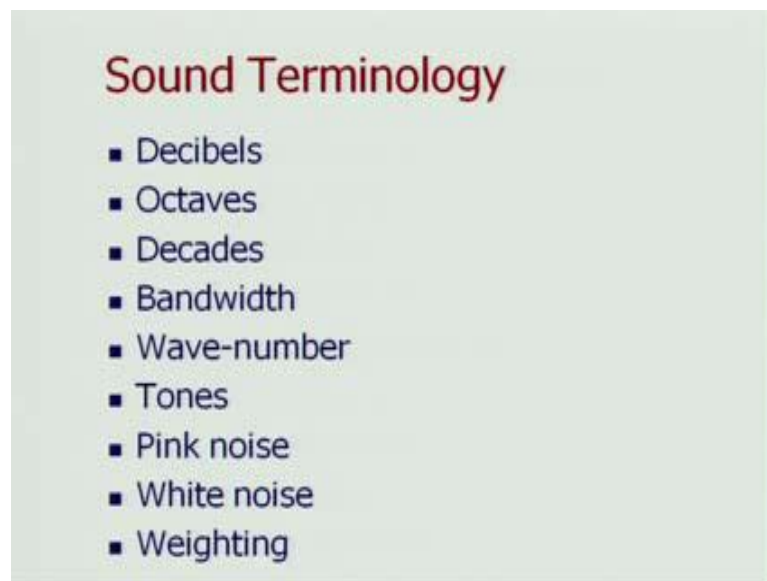 Sound Terminology
Decibels
Octaves
Decades
Bandwidth
Wave-number
Tones
Pink noise
White noise
Weighting